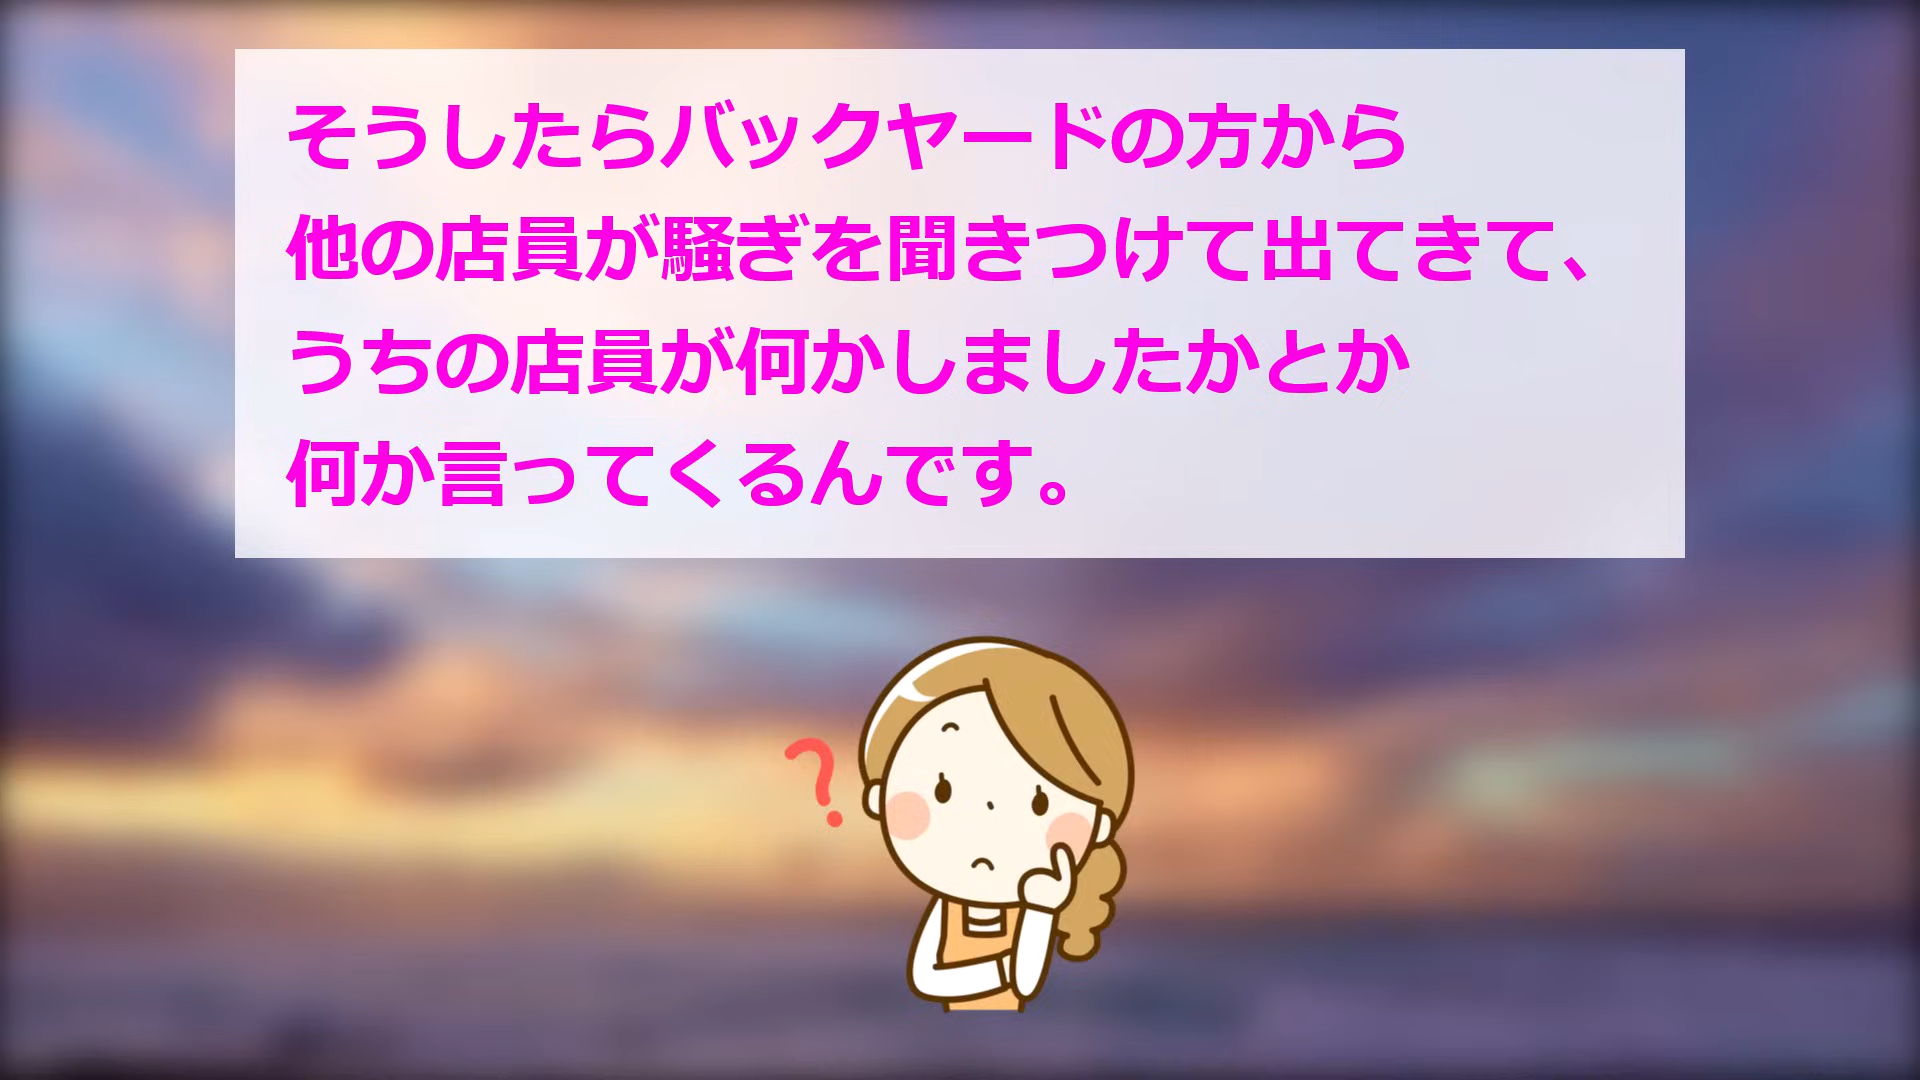 そうしたらバックヤードの方から
他の店員が騒ぎを聞きつけて出てきて、
うちの店員が何かしましたかとか
何か言ってくるんです。
?